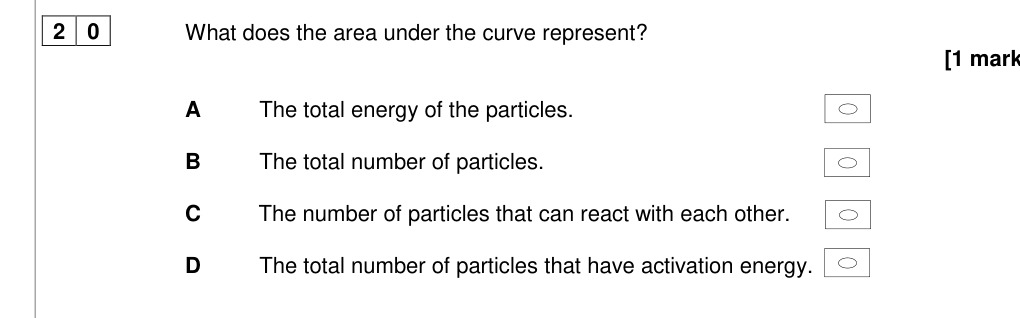 2 0 What does the area under the curve represent?
[1 mark
A The total energy of the particles.
B The total number of particles.
C The number of particles that can react with each other.
D The total number of particles that have activation energy.